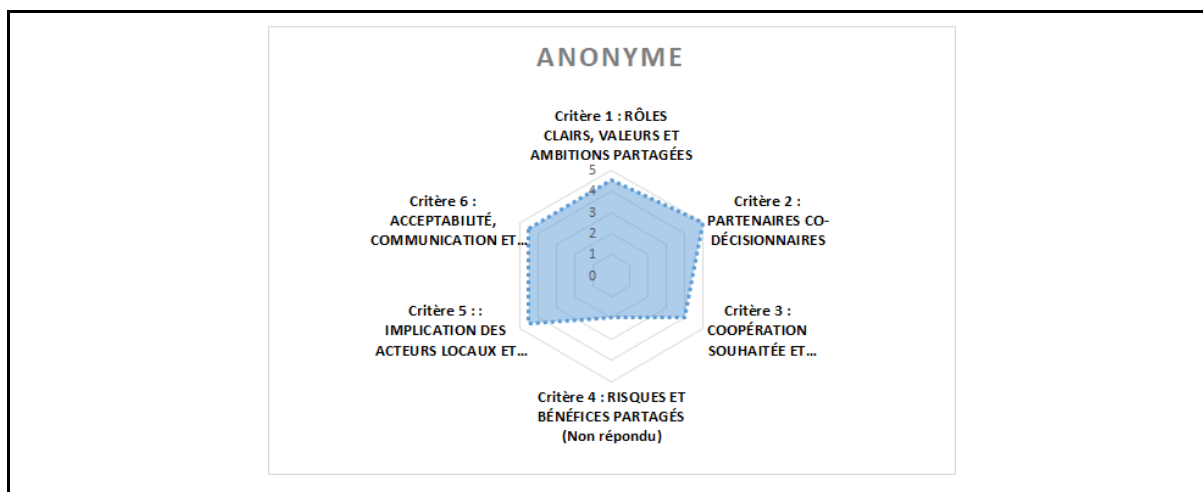 ANONYME
Critère 1 : RÔLES
CLAIRS, VALEURS ET
AMBITIONS PARTAGÉES
5
4
3
2
1
0
Critère 2 :
PARTENAIRES CO-
DÉCISIONNAIRES
Critère 3 :
COOPÉRATION
SOUHAITÉE ET...
Critère 4 : RISQUES ET
BÉNÉFICES PARTAGÉS
(Non répondu)
Critère 5 : :
IMPLICATION DES
ACTEURS LOCAUX ET...
Critère 6 :
ACCEPTABILITÉ,
COMMUNICATION ET...